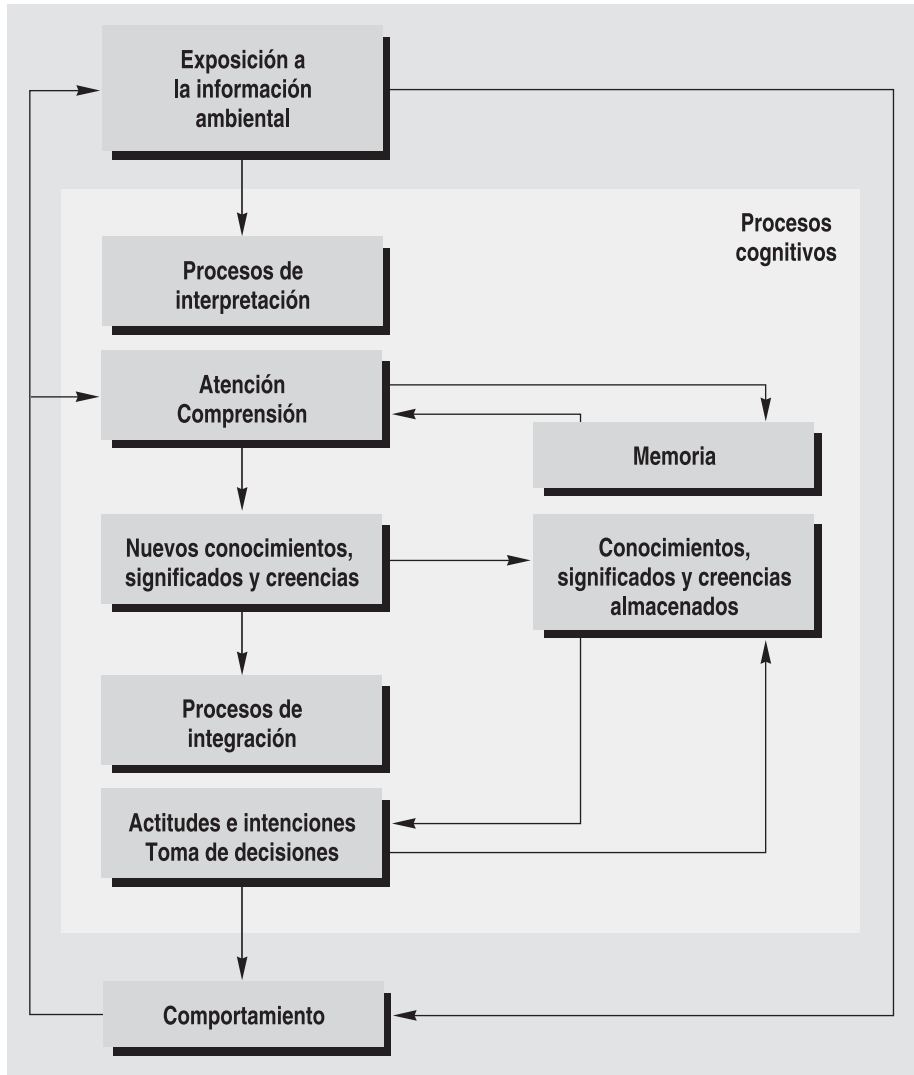 Exposición a
la información
ambiental
Procesos
cognitivos
Procesos de
interpretación
Atención
Comprensión
Memoria
Nuevos conocimientos,
significados y creencias
Conocimientos,
significados y creencias
almacenados
Procesos de
integración
Actitudes e intenciones
Toma de decisiones
Comportamiento